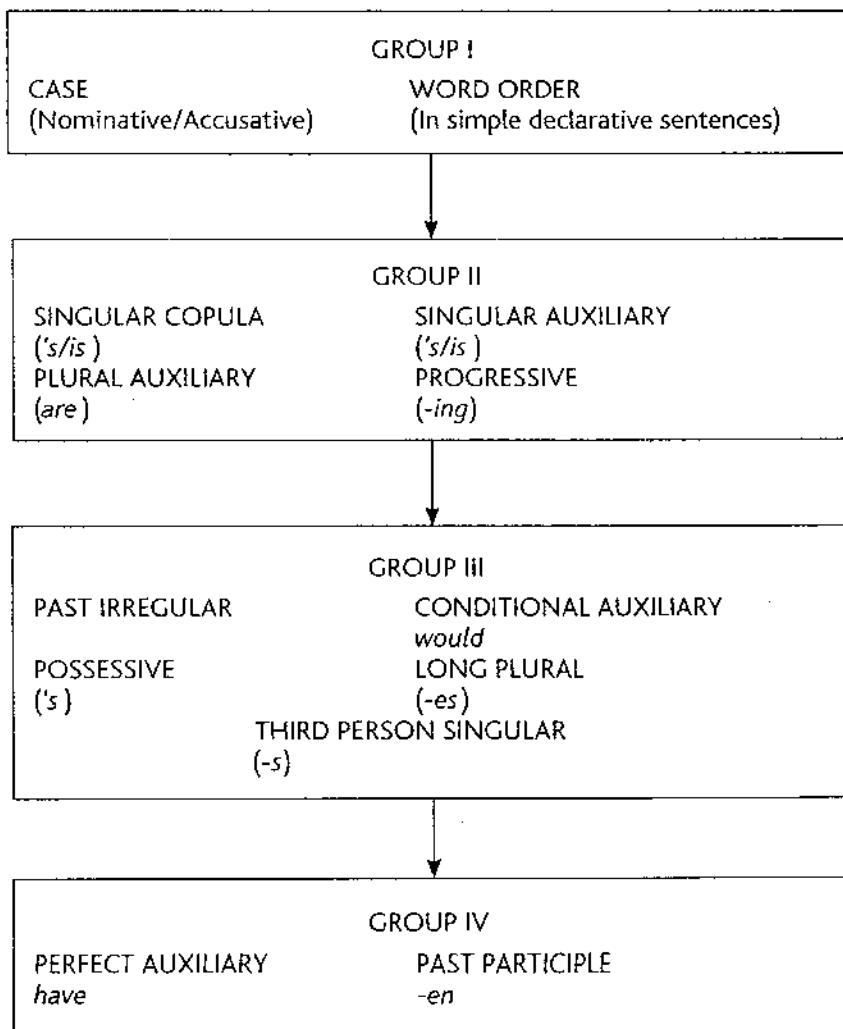 GROUP I
CASE WORD ORDER
(Nominative/Accusative) (In simple declarative sentences)
GROUP II
SINGULAR COPULA SINGULAR AUXILIARY
('s/is) ('s/is)
PLURAL AUXILIARY PROGRESSIVE
(are) (-ing)
GROUP III
PAST IRREGULAR CONDITIONAL AUXILIARY
would
POSSESSIVE LONG PLURAL
('s) (-es)
THIRD PERSON SINGULAR
(-s)
GROUP IV
PERFECT AUXILIARY PAST PARTICIPLE
have -en